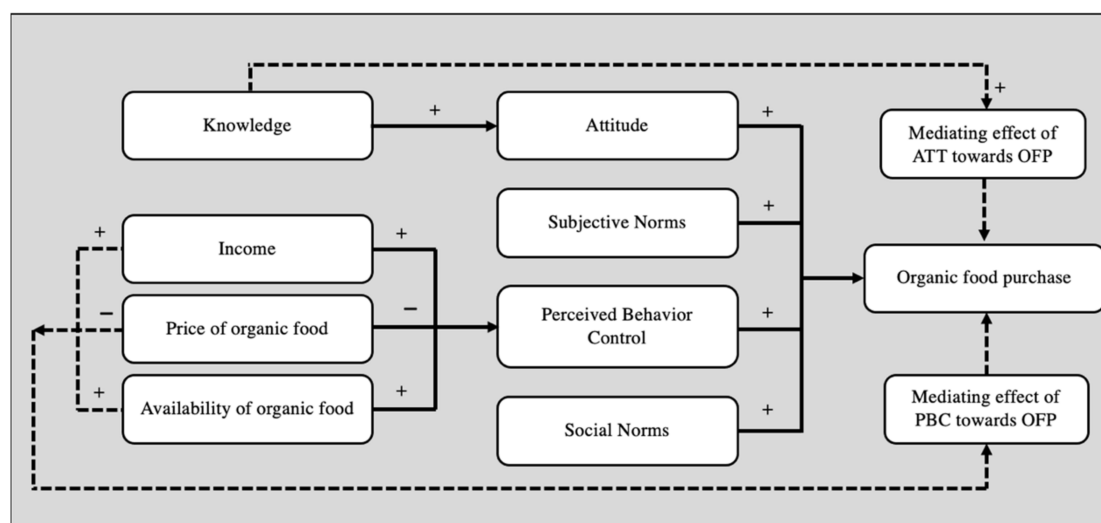 +
Knowledge
+
Attitude
+
Mediating effect of
ATT towards OFP
Subjective Norms
+
+
Income
+
Organic food purchase
−
Price of organic food
−
Perceived Behavior
Control
+
+
Availability of organic food
+
Mediating effect of
PBC towards OFP
Social Norms
+